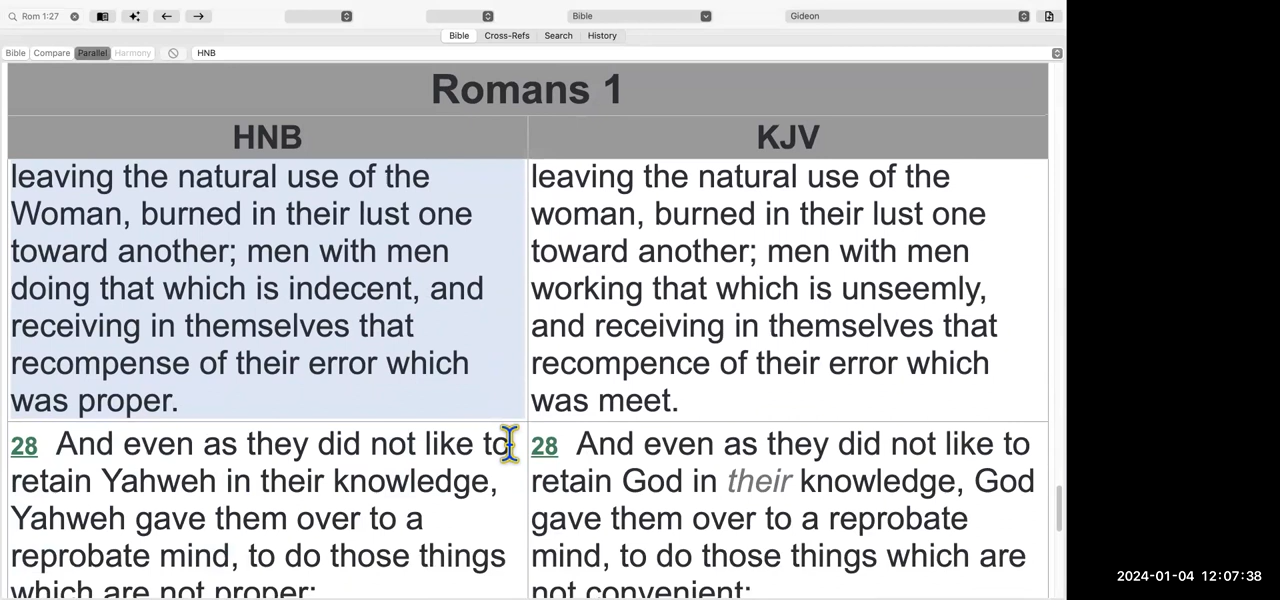 Rom 1:27
Bible
Gideon
Bible Cross-Refs Search History
Bible Compare Parallel Harmony HNB
Romans 1
HNB
KJV
leaving the natural use of the
Woman, burned in their lust one
toward another; men with men
doing that which is indecent, and
receiving in themselves that
recompense of their error which
was proper.
28 And even as they did not like to
retain Yahweh in their knowledge,
Yahweh gave them over to a
reprobate mind, to do those things
which are not proper;
leaving the natural use of the
woman, burned in their lust one
toward another; men with men
working that which is unseemly,
and receiving in themselves that
recompence of their error which
was meet.
28 And even as they did not like to
retain God in their knowledge, God
gave them over to a reprobate
mind, to do those things which are
not convenient;
2024-01-04 12:07:38